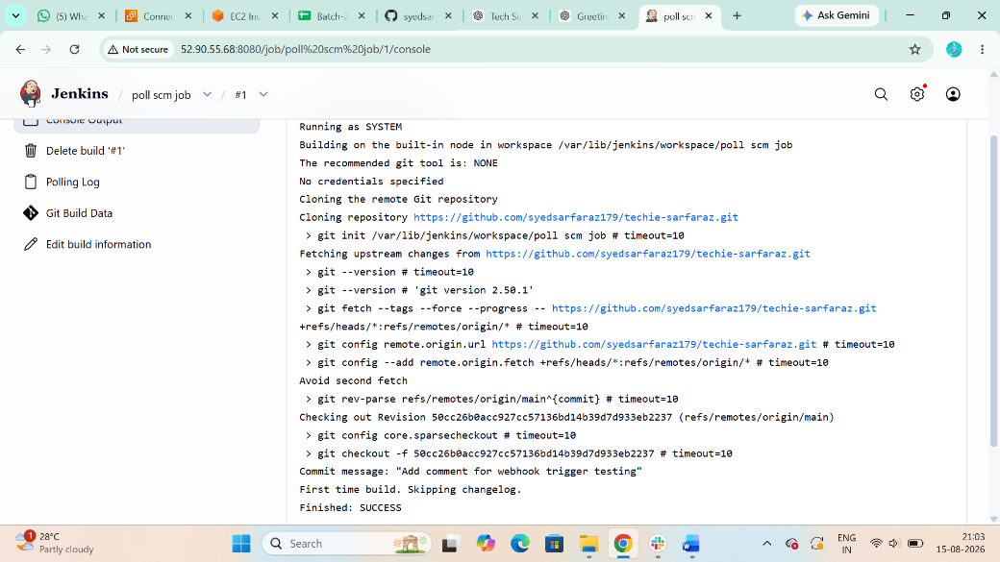 (5) Wha
Connec
EC2 Ins
Batch-2
syedsar
Tech Su
Greetin
poll scm
Ask Gemini
Not secure
52.90.55.68:8080/job/poll%20scm%20job/1/console
Jenkins / poll scm job / #1
Console Output
Delete build '#1'
Polling Log
Git Build Data
Edit build information
Running as SYSTEM
Building on the built-in node in workspace /var/lib/jenkins/workspace/poll scm job
The recommended git tool is: NONE
No credentials specified
Cloning the remote Git repository
Cloning repository https://github.com/syedsarfaraz179/techie-sarfaraz.git
> git init /var/lib/jenkins/workspace/poll scm job # timeout=10
Fetching upstream changes from https://github.com/syedsarfaraz179/techie-sarfaraz.git
> git --version # timeout=10
> git --version # 'git version 2.50.1'
> git fetch --tags --force --progress -- https://github.com/syedsarfaraz179/techie-sarfaraz.git
+refs/heads/*:refs/remotes/origin/* # timeout=10
> git config remote.origin.url https://github.com/syedsarfaraz179/techie-sarfaraz.git # timeout=10
> git config --add remote.origin.fetch +refs/heads/*:refs/remotes/origin/* # timeout=10
Avoid second fetch
> git rev-parse refs/remotes/origin/main^{commit} # timeout=10
Checking out Revision 50cc26b0acc927cc57136bd14b39d7d933eb2237 (refs/remotes/origin/main)
> git config core.sparsecheckout # timeout=10
> git checkout -f 50cc26b0acc927cc57136bd14b39d7d933eb2237 # timeout=10
Commit message: "Add comment for webhook trigger testing"
First time build. Skipping changelog.
Finished: SUCCESS
1
28°C
Partly cloudy
Search
ENG
IN
21:03
15-08-2026